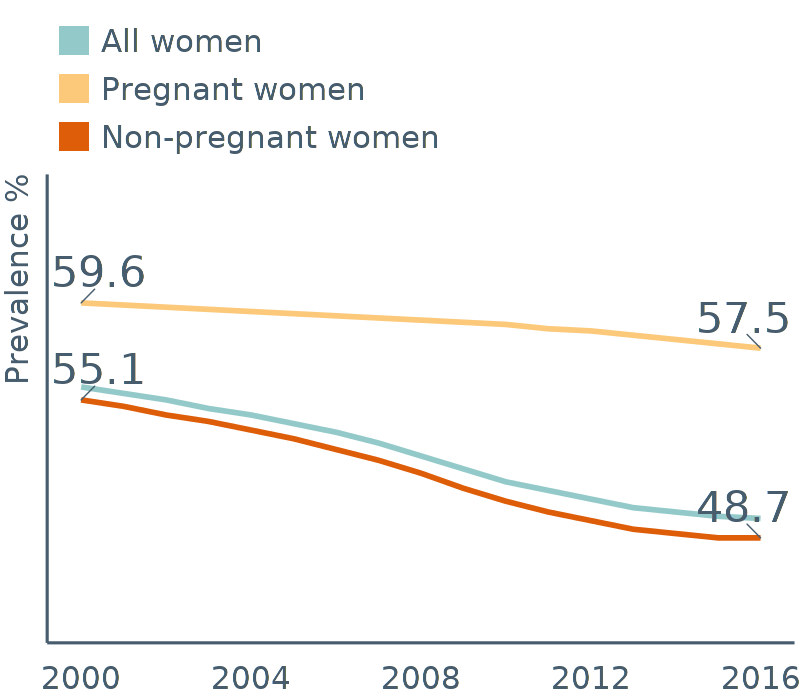 All women
Pregnant women
Non-pregnant women
Prevalence %
59.6
57.5
55.1
48.7
2000 2004 2008 2012 2016